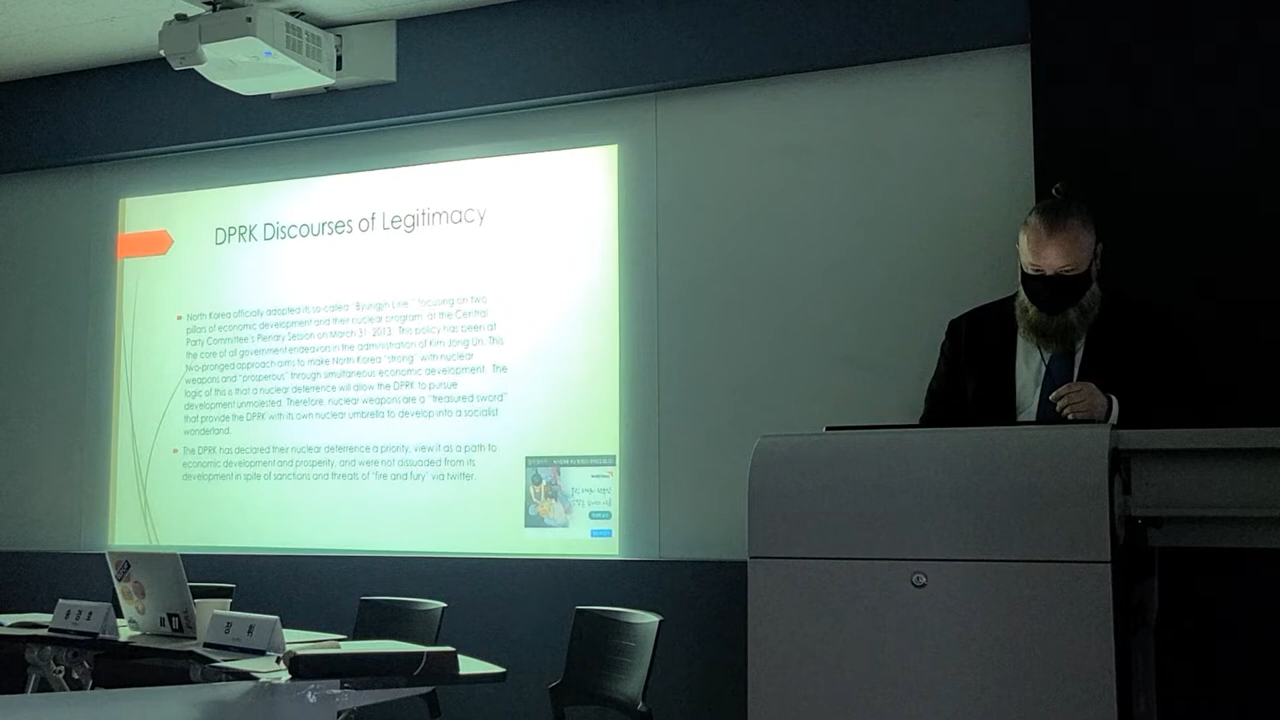 DPRK Discourses of Legitimacy
North Korea officially adopted its so-called "Byungjin Line," focusing on two
pillars of economic development and their nuclear program, at the Central
Party Committee's Plenary Session on March 31, 2013. This policy has been at
the core of all government endeavors in the administration of Kim Jong Un. This
two-pronged approach aims to make North Korea "strong" with nuclear
weapons and "prosperous" through simultaneous economic development. The
logic of this is that a nuclear deterrence will allow the DPRK to pursue
development unmolested. Therefore, nuclear weapons are a "treasured sword"
that provide the DPRK with its own nuclear umbrella to develop into a socialist
wonderland.
The DPRK has declared their nuclear deterrence a priority, view it as a path to
economic development and prosperity, and were not dissuaded from its
development in spite of sanctions and threats of "fire and fury" via twitter.